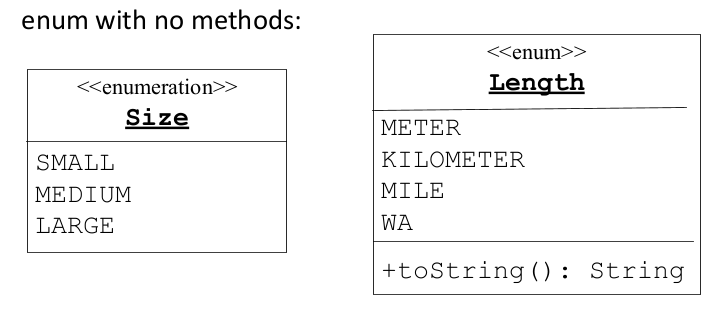 enum with no methods:
<<enumeration>>
Size
SMALL
MEDIUM
LARGE
<<enum>>
Length
METER
KILOMETER
MILE
WA
+toString(): String